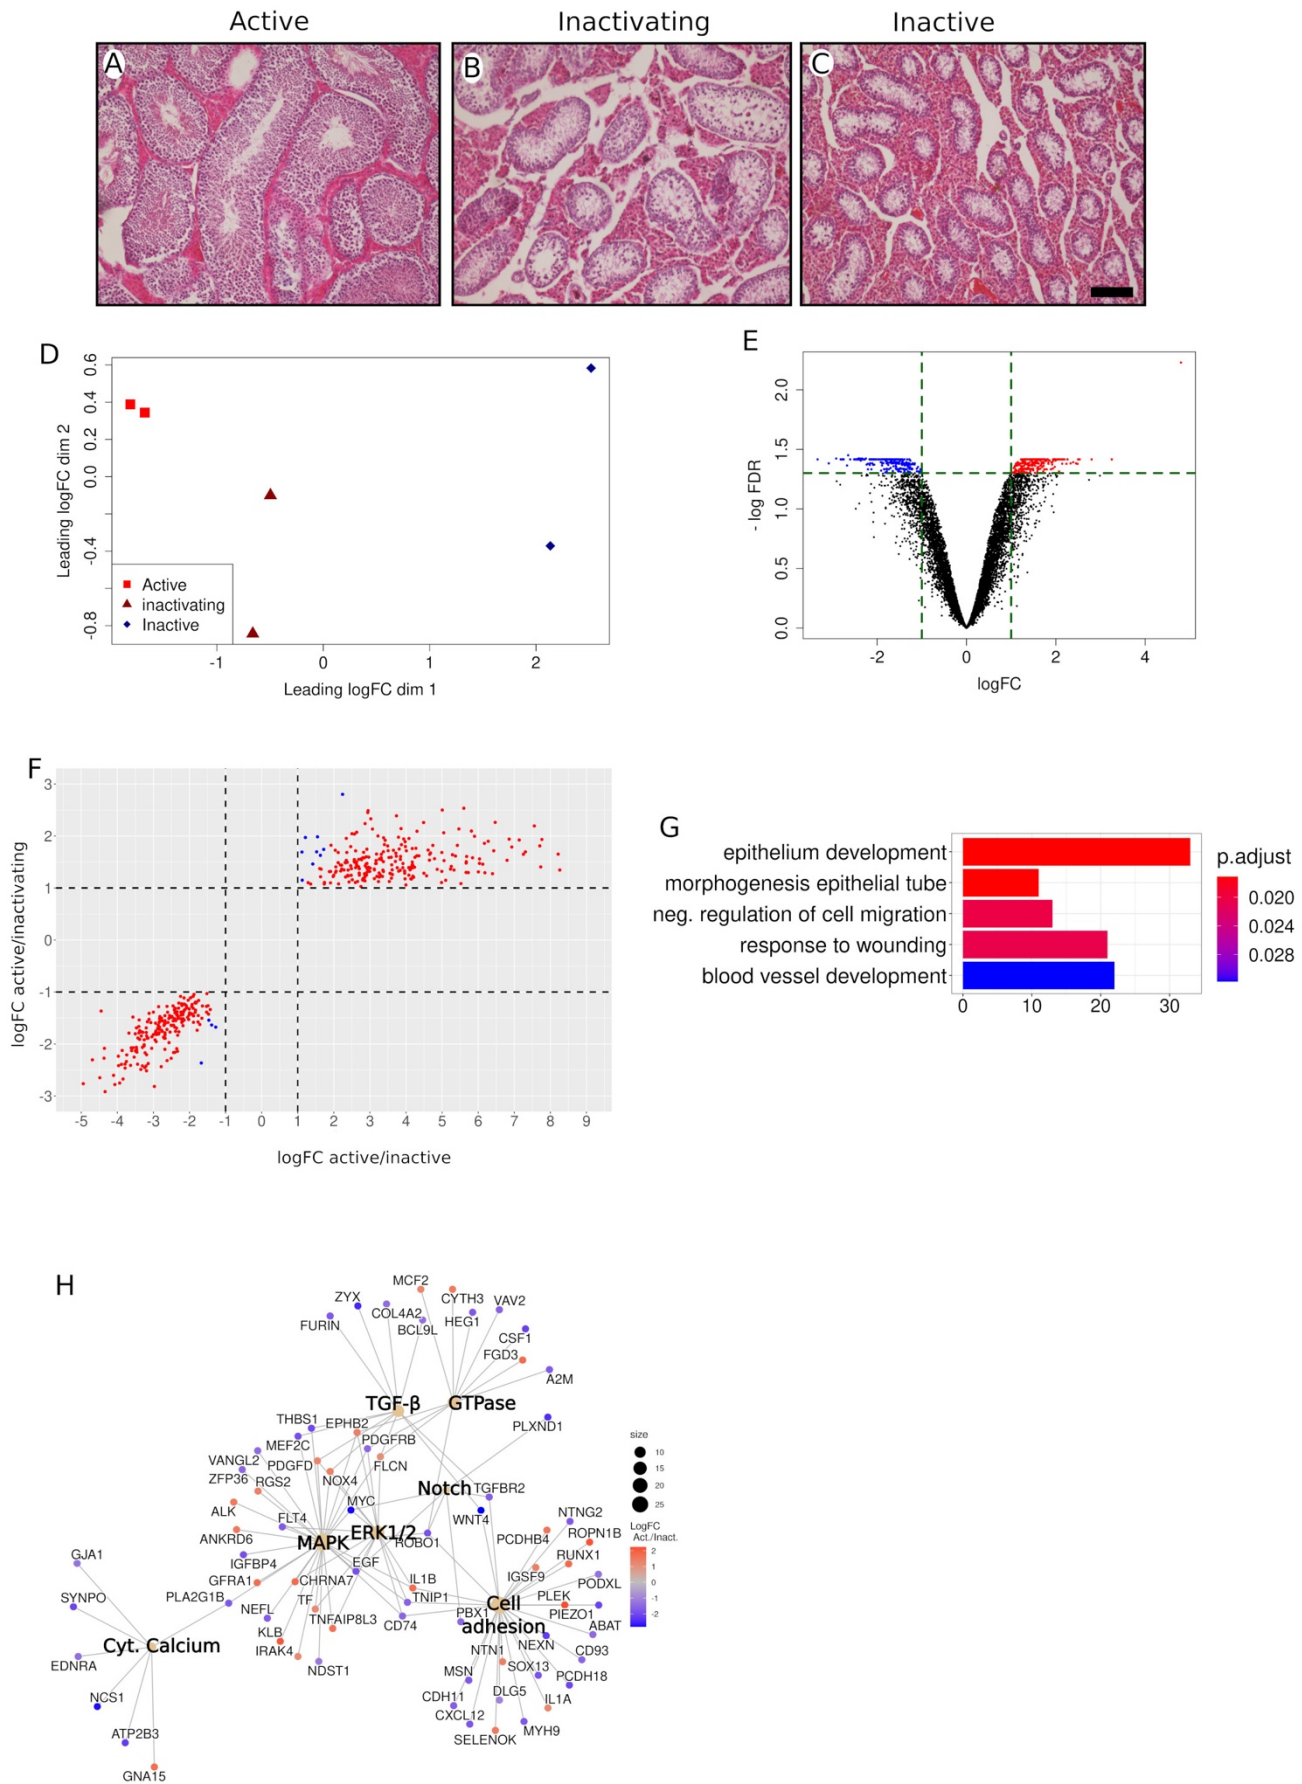 Active Inactivating Inactive
A B C
D
0.6
0.4
0.2
0.0
-0.4
-0.8
Leading logFC dim 2
Active
inactivating
Inactive
-1 0 1 2
Leading logFC dim 1
E
2.0
1.5
1.0
0.5
0.0
- log FDR
-2 0 2 4
logFC
F
3
2
1
0
-1
-2
-3
logFC active/inactivating
-5 -4 -3 -2 -1 0 1 2 3 4 5 6 7 8 9
logFC active/inactive
G
epithelium development
morphogenesis epithelial tube
neg. regulation of cell migration
response to wounding
blood vessel development
0 10 20 30
p.adjust
0.020
0.024
0.028
H
MCF2
ZYX
CYTH3
VAV2
COL4A2
HEG1
FURIN
BCL9L
CSF1
FGD3
A2M
TGF-β
GTPase
THBS1
EPHB2
PLXND1
MEF2C
PDGFRB
VANGL2
PDGFD
FLCN
ZFP36
RGS2
NOX4
Notch
TGFBR2
MYC
ALK
FLT4
WNT4
NTNG2
ANKRD6
MAPK
ERK1/2
ROBO1
PCDHB4
ROPN1B
GJA1
IGFBP4
EGF
RUNX1
IGSF9
GFRA1
CHRNA7
IL1B
PODXL
SYNPO
PLA2G1B
TF
TNIP1
Cell
adhesion
PLEK
NEFL
TNFAIP8L3
PBX1
PIEZO1
KLB
CD74
ABAT
Cyt. Calcium
IRAK4
NTN1
NEXN
CD93
EDNRA
NDST1
MSN
SOX13
PCDH18
NCS1
CDH11
DLG5
IL1A
CXCL12
ATP2B3
SELENOK
MYH9
GNA15
size
10
15
20
25
LogFC
Act./Inact.
2
1
0
-1
-2